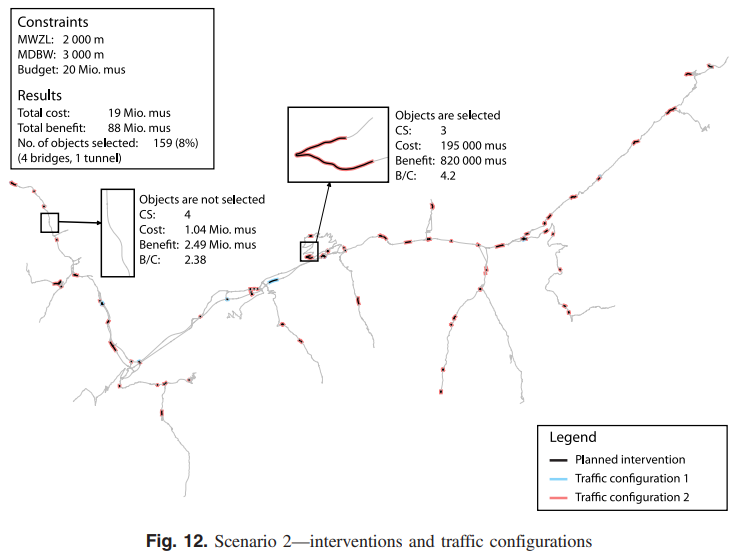 Constraints
MWZL: 2 000 m
MDBW: 3 000 m
Budget: 20 Mio. mus
Results
Total cost: 19 Mio. mus
Total benefit: 88 Mio. mus
No. of objects selected: 159 (8%)
(4 bridges, 1 tunnel)
Objects are selected
CS: 3
Cost: 195 000 mus
Benefit: 820 000 mus
B/C: 4.2
Objects are not selected
CS: 4
Cost: 1.04 Mio. mus
Benefit: 2.49 Mio. mus
B/C: 2.38
Legend
Planned intervention
Traffic configuration 1
Traffic configuration 2
Fig. 12. Scenario 2—interventions and traffic configurations